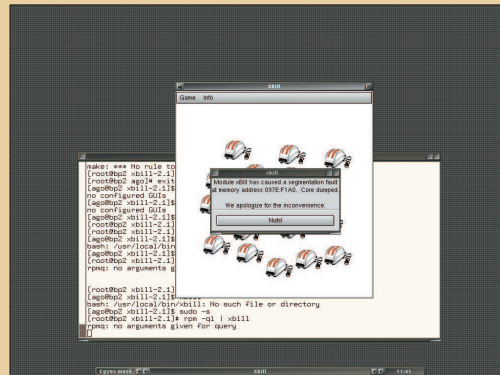 xBill
Game Info
xbill
Module xBill has caused a segmentation fault
at memory address 097E:F1A0. Core dumped.
We apologize for the inconvenience.
Nuts!
make: *** No rule to
[root@bp2 ago]# exit
[ago@bp2 xbill-2.1]$
no configured GUIs
[ago@bp2 xbill-2.1]$
no configured GUIs
[root@bp2 xbill-2.1]
[root@bp2 xbill-2.1]
[ago@bp2 xbill-2.1]$
bash: /usr/local/bin
[ago@bp2 xbill-2.1]$
[root@bp2 xbill-2.1]
rpmq: no arguments g
[root@bp2 xbill-2.1]
[ago@bp2 xbill-2.1]$ xbill
bash: /usr/local/bin/xbill: No such file or directory
[ago@bp2 xbill-2.1]$ sudo -s
[root@bp2 xbill-2.1]# rpm -ql | xbill
rpmq: no arguments given for query
xBill
11:41